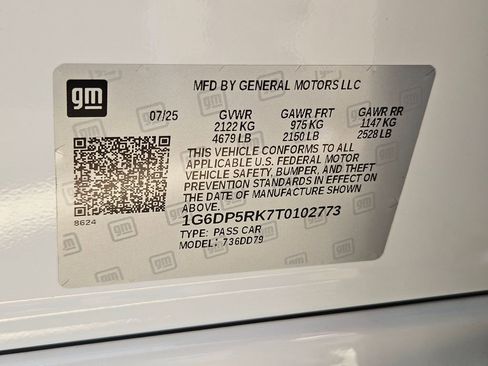 gm
MFD BY GENERAL MOTORS LLC
07/25 GVWR GAWR FRT GAWR RR
2122 KG 975 KG 1147 KG
4679 LB 2150 LB 2528 LB
THIS VEHICLE CONFORMS TO ALL
APPLICABLE U.S. FEDERAL MOTOR
VEHICLE SAFETY, BUMPER, AND THEFT
PREVENTION STANDARDS IN EFFECT ON
THE DATE OF MANUFACTURE SHOWN
ABOVE.
8624
1G6DP5RK7T0102773
TYPE: PASS CAR
MODEL: 736DD79